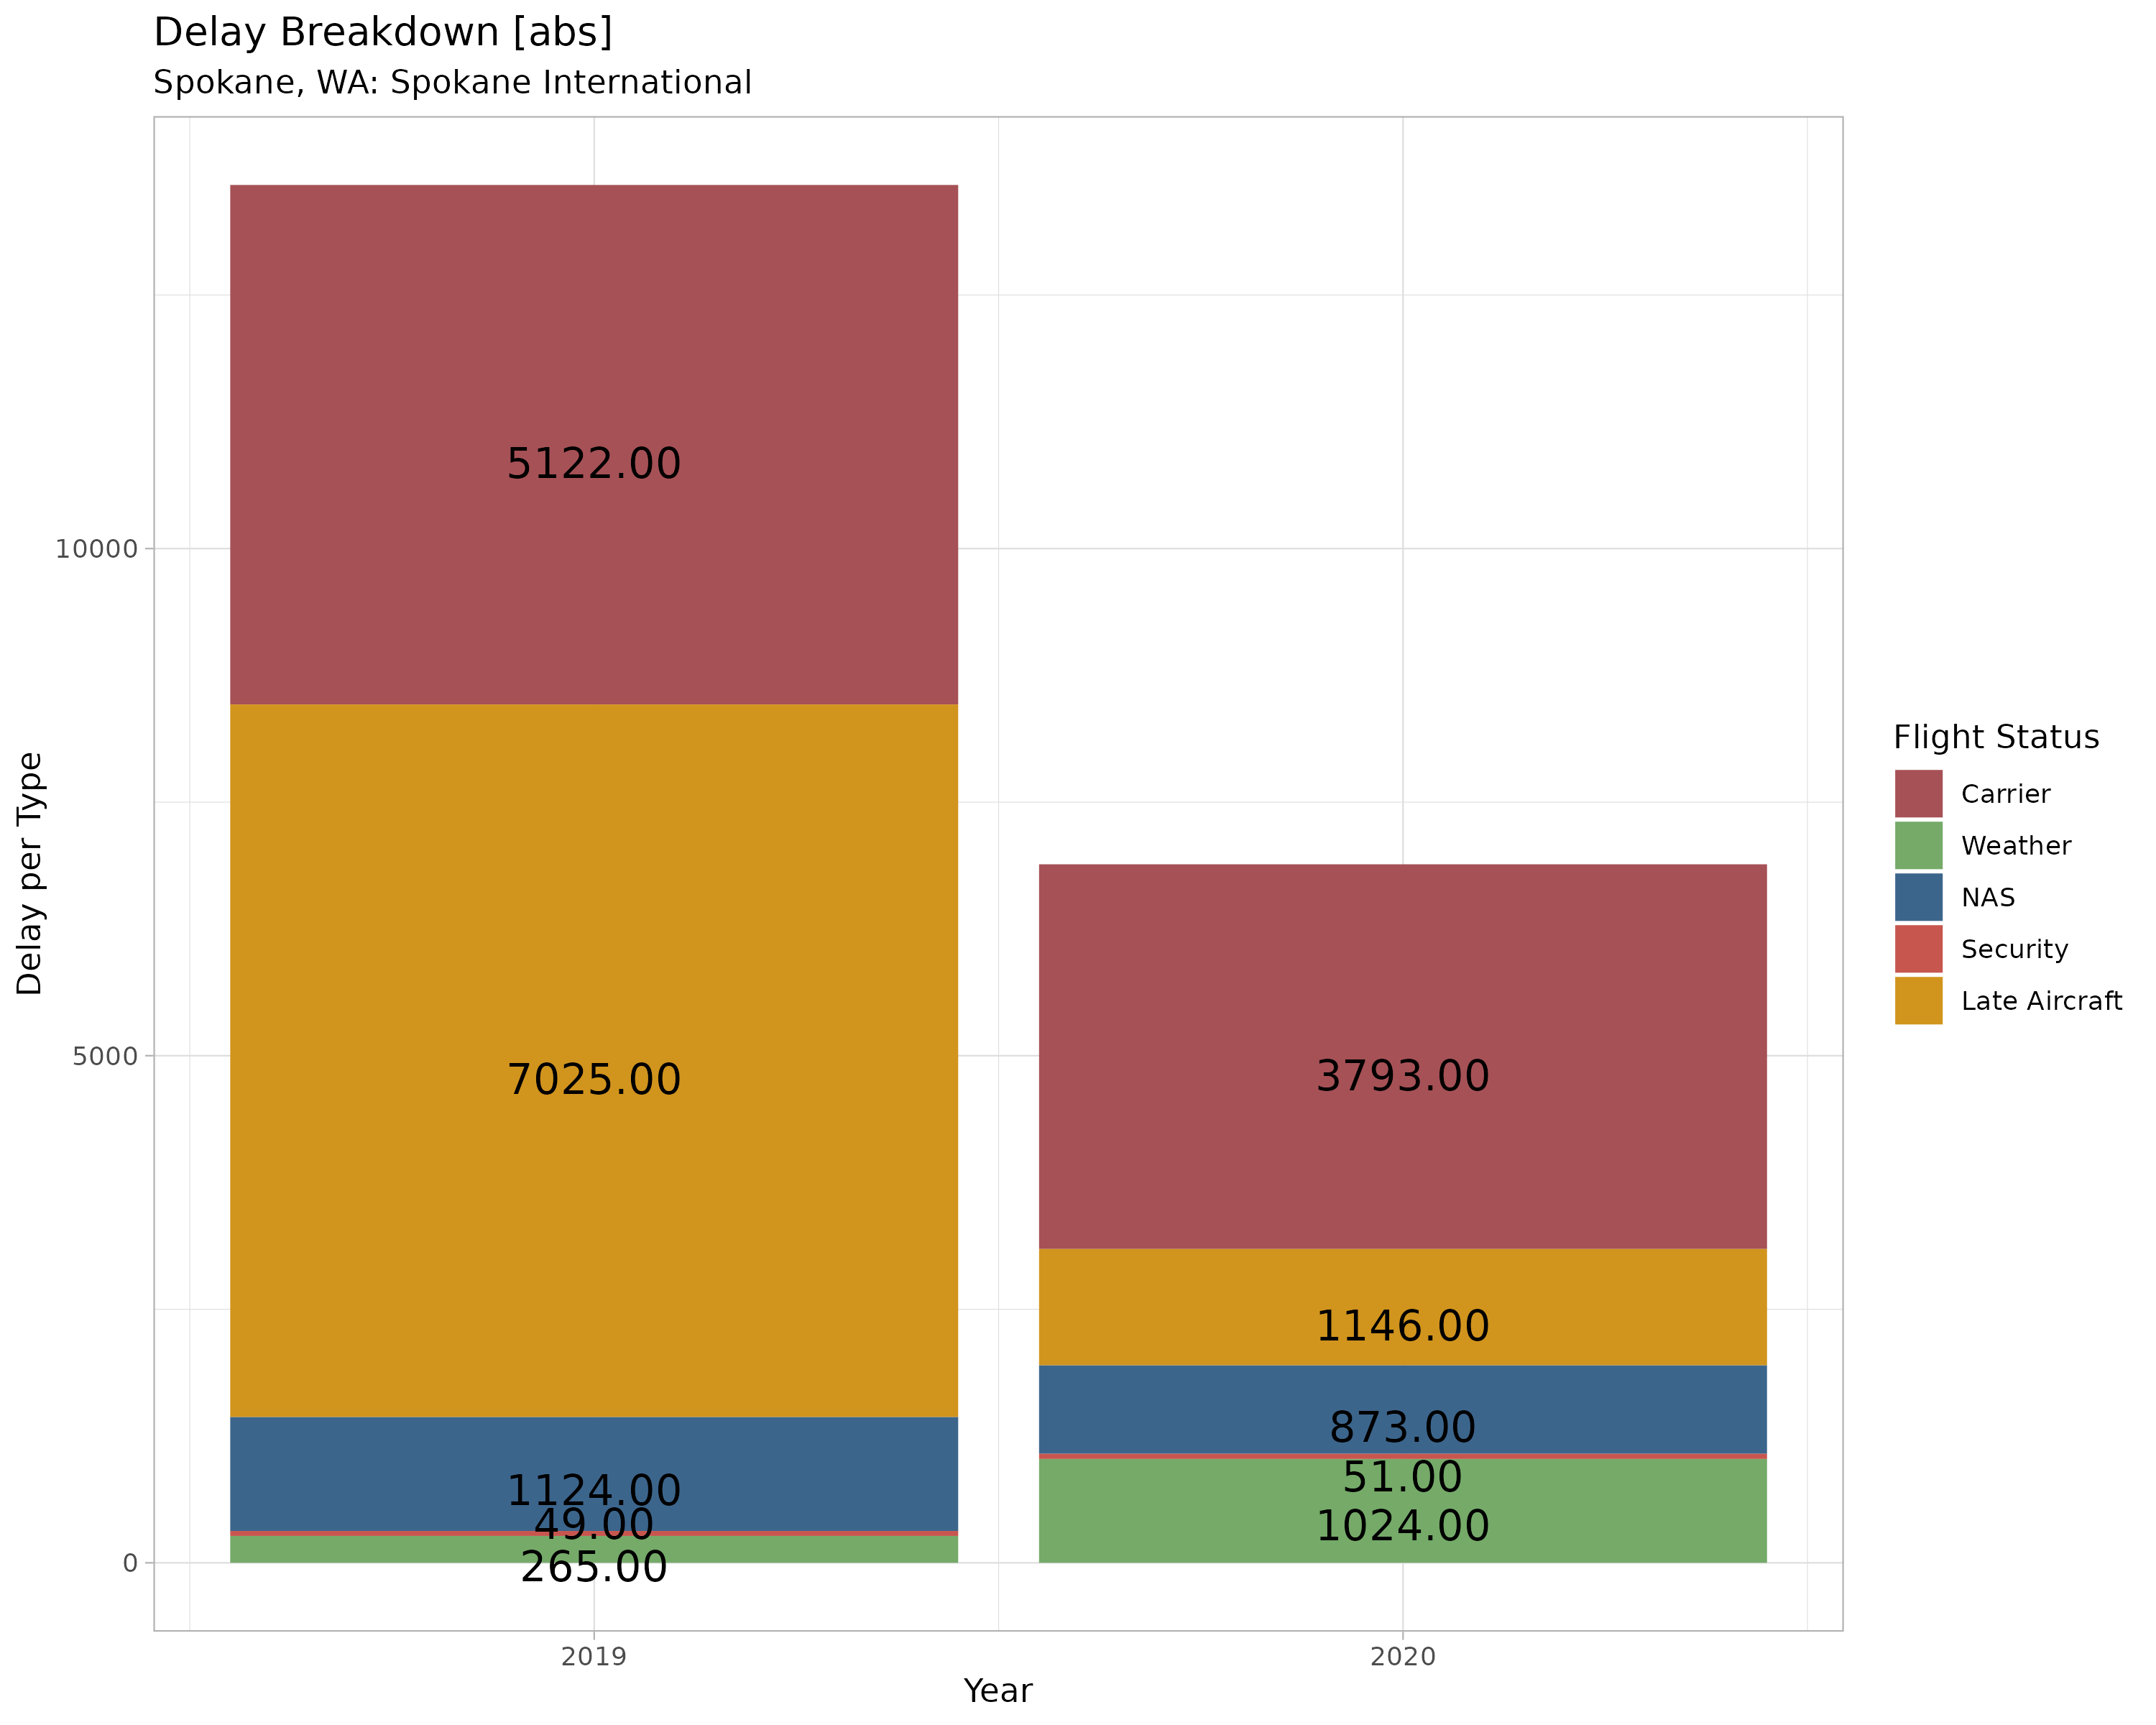 Delay Breakdown [abs]
Spokane, WA: Spokane International
Delay per Type
10000
5000
0
5122.00
7025.00
1124.00
49.00
265.00
3793.00
1146.00
873.00
51.00
1024.00
2019
2020
Year
Flight Status
Carrier
Weather
NAS
Security
Late Aircraft